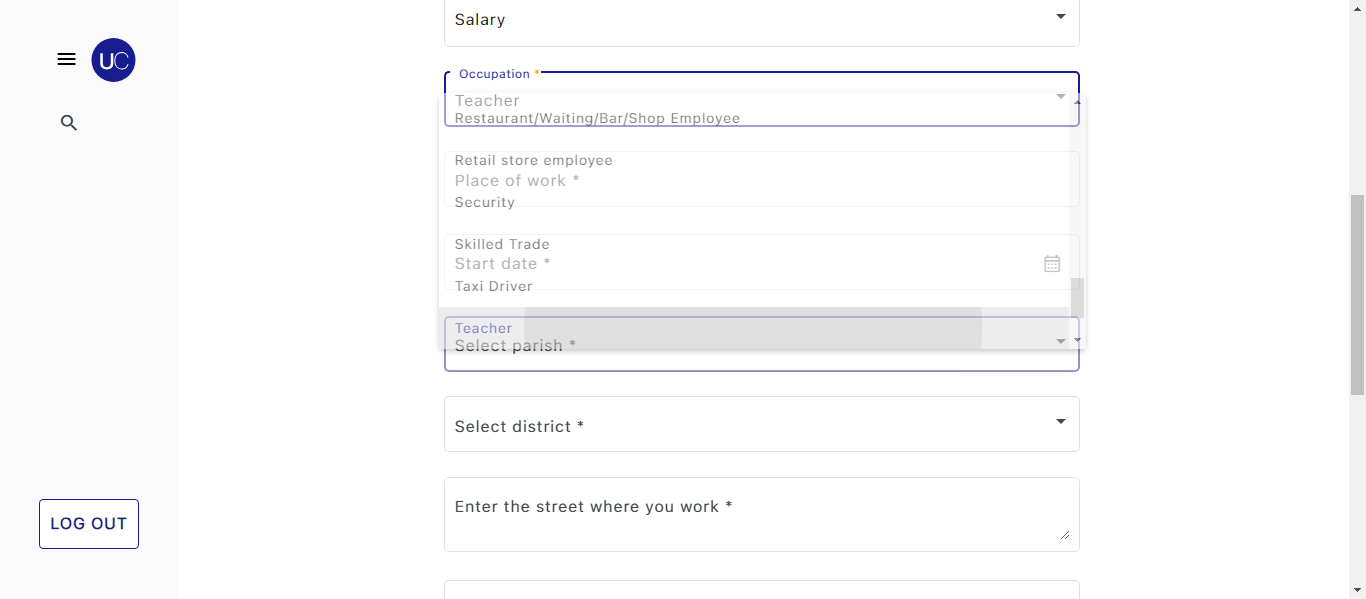 Salary
UC
Occupation *
Teacher
Restaurant/Waiting/Bar/Shop Employee
Retail store employee
Place of work *
Security
Skilled Trade
Start date *
Taxi Driver
Teacher
Select parish *
Select district *
Enter the street where you work *
LOG OUT